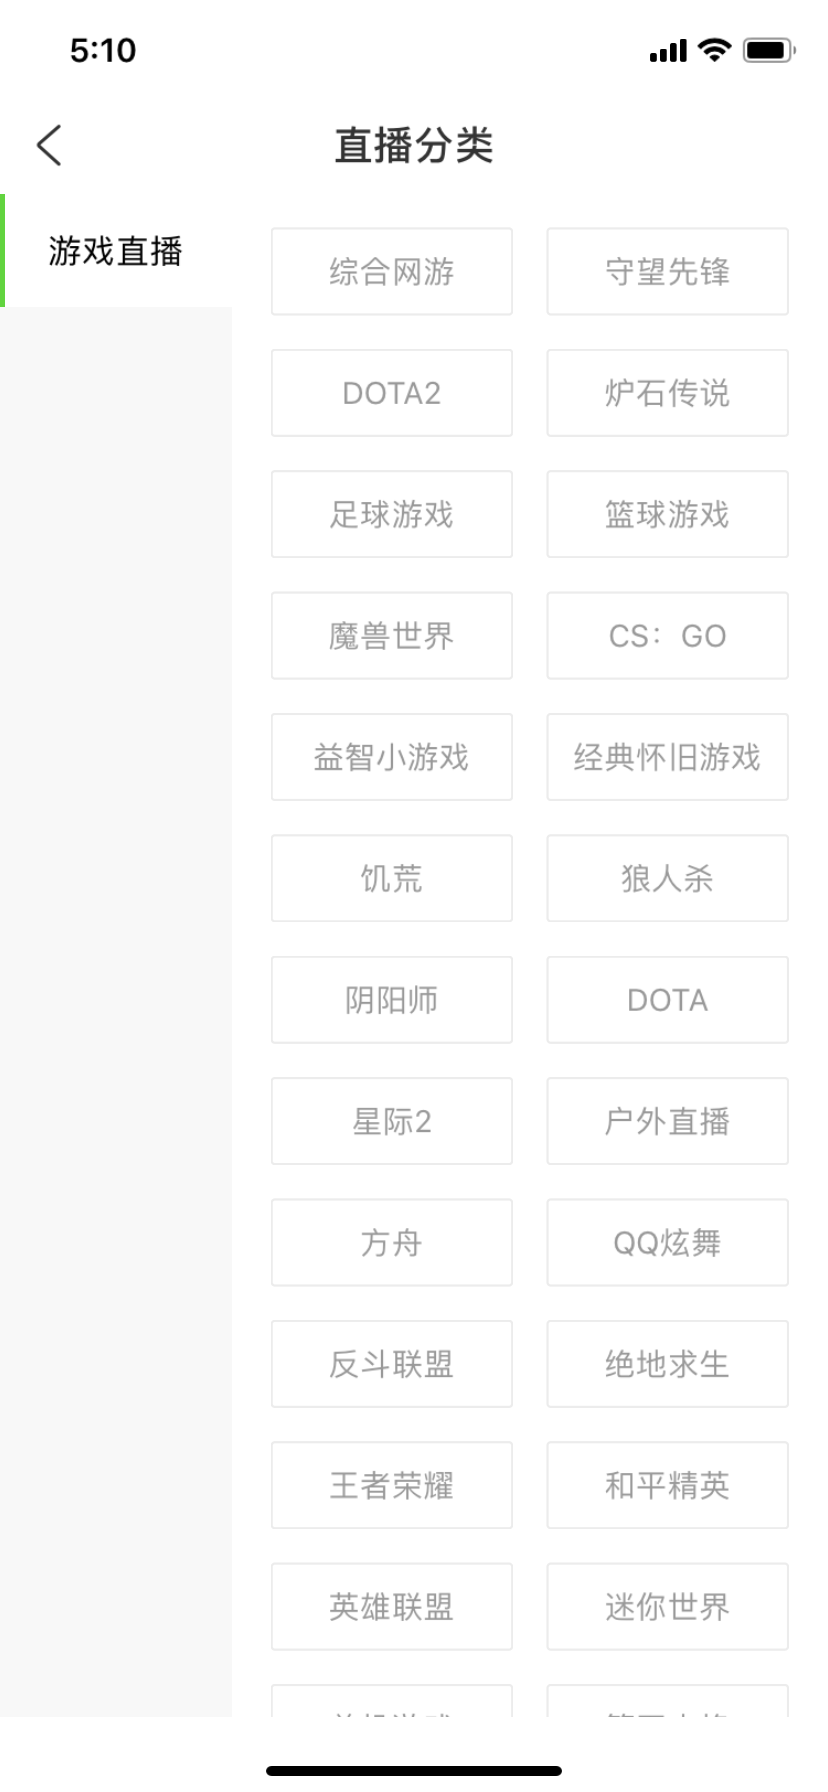 5:10
直播分类
游戏直播
综合网游
守望先锋
DOTA2
炉石传说
足球游戏
篮球游戏
魔兽世界
CS：GO
益智小游戏
经典怀旧游戏
饥荒
狼人杀
阴阳师
DOTA
星际2
户外直播
方舟
QQ炫舞
反斗联盟
绝地求生
王者荣耀
和平精英
英雄联盟
迷你世界